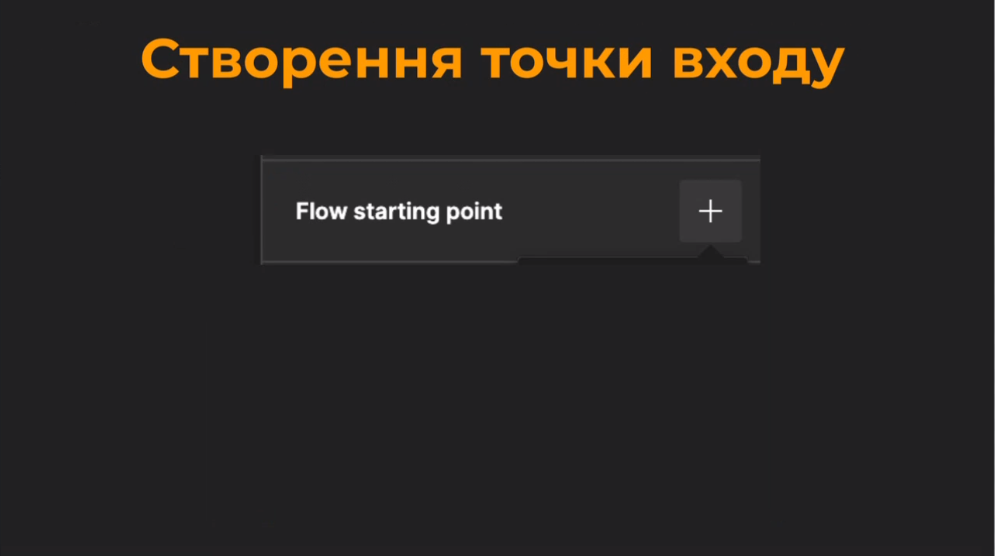 Створення точки входу
Flow starting point